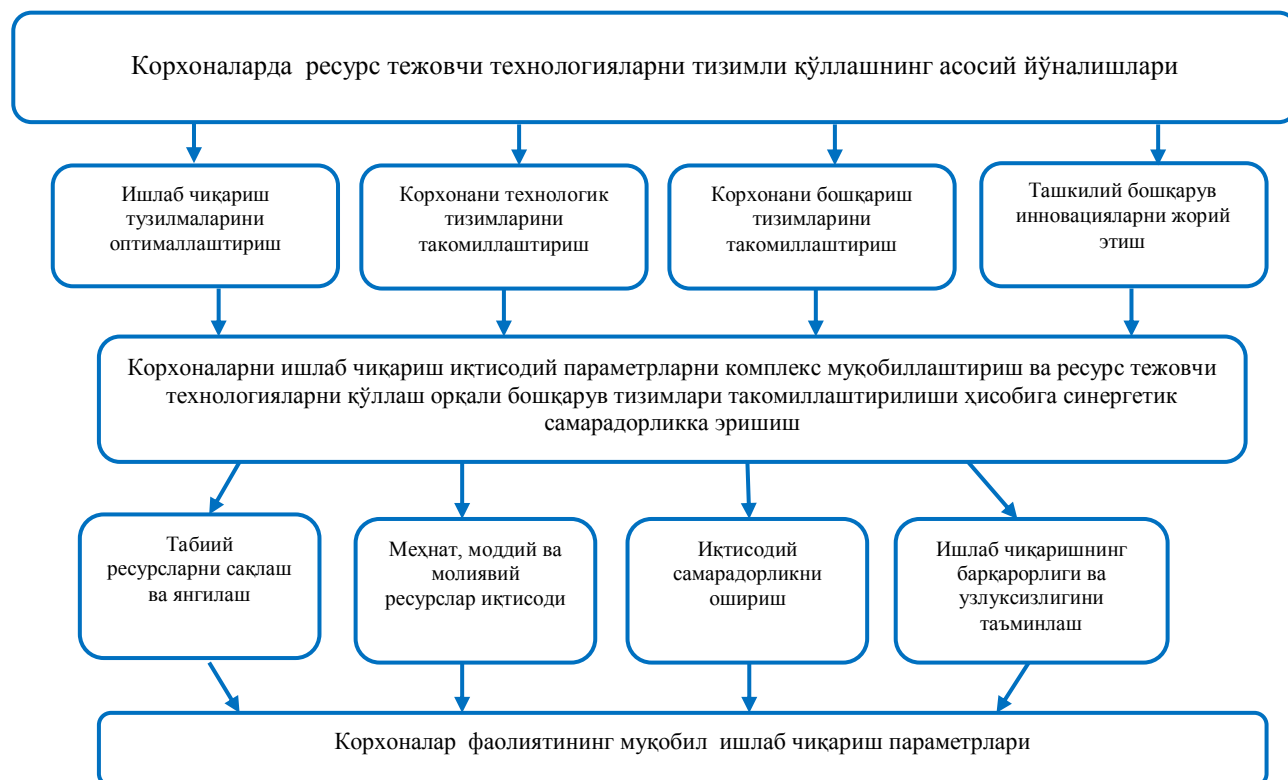 Корхоналарда ресурс тежовчи технологияларни тизимли қўллашнинг асосий йўналишлари
Ишлаб чиқариш
тузилмаларини
оптималлаштириш
Корхонани технологик
тизимларини
такомиллаштириш
Корхонани бошқариш
тизимларини
такомиллаштириш
Ташкилий бошқарув
инновацияларни жорий
этиш
Корхоналарни ишлаб чиқариш иқтисодий параметрларни комплекс муқобиллаштириш ва ресурс тежовчи
технологияларни қўллаш орқали бошқарув тизимлари такомиллаштирилиши ҳисобига синергетик
самарадорликка эришиш
Табиий
ресурсларни сақлаш
ва янгилаш
Меҳнат, моддий ва
молиявий
ресурслар иқтисоди
Иқтисодий
самарадорликни
ошириш
Ишлаб чиқаришнинг
барқарорлиги ва
узлуксизлигини
таъминлаш
Корхоналар фаолиятининг муқобил ишлаб чиқариш параметрлари